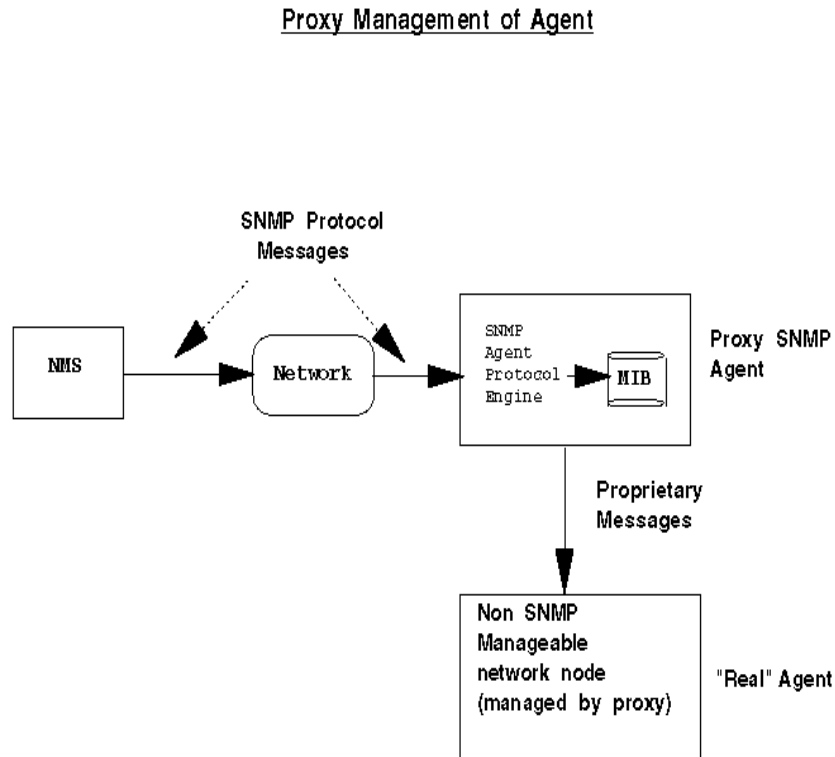 Proxy Management of Agent
SNMP Protocol
Messages
NMS
Network
SNMP
Agent
Protocol
Engine
MIB
Proxy SNMP
Agent
Proprietary
Messages
Non SNMP
Manageable
network node
(managed by proxy)
"Real" Agent